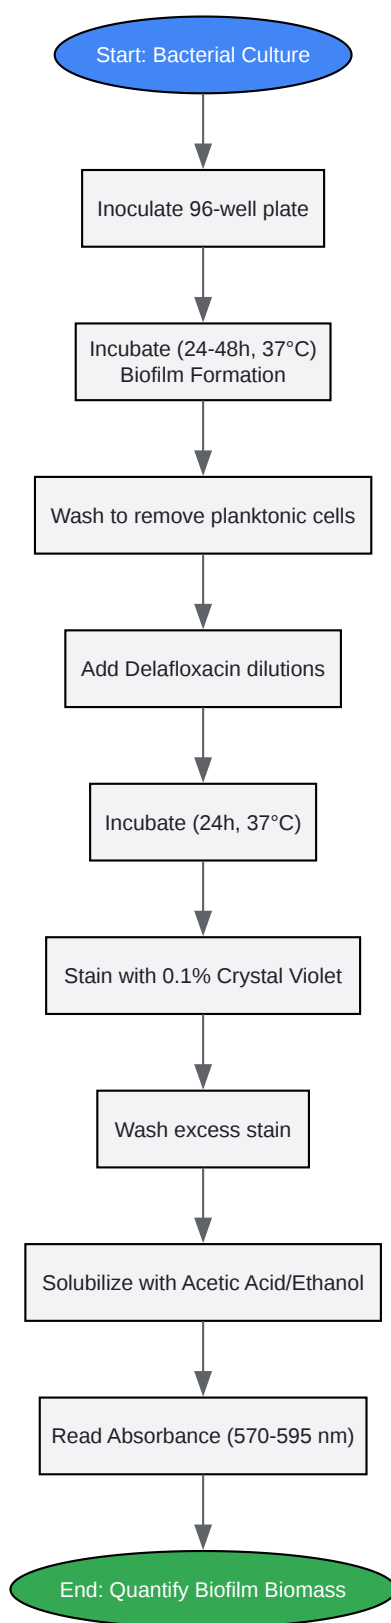 Start: Bacterial Culture
Inoculate 96-well plate
Incubate (24-48h, 37°C)
Biofilm Formation
Wash to remove planktonic cells
Add Delafloxacin dilutions
Incubate (24h, 37°C)
Stain with 0.1% Crystal Violet
Wash excess stain
Solubilize with Acetic Acid/Ethanol
Read Absorbance (570-595 nm)
End: Quantify Biofilm Biomass